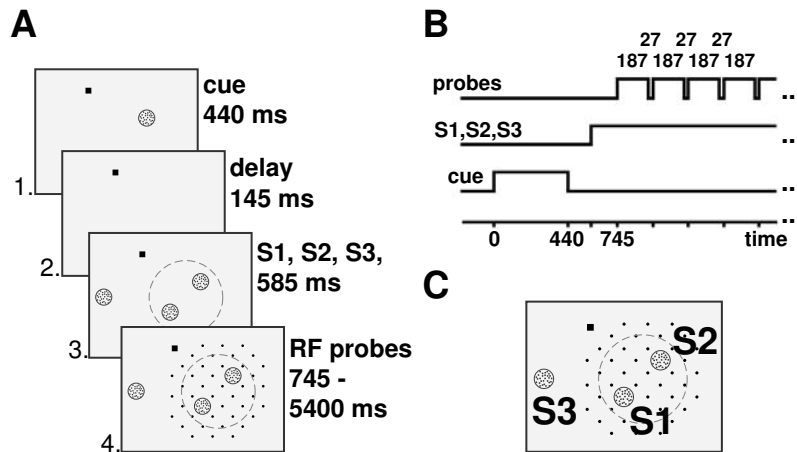 A
cue
440 ms
1.
delay
145 ms
2.
S1, S2, S3,
585 ms
3.
RF probes
745 -
5400 ms
4.
B
27 27 27
187 187 187 187
probes
..
S1,S2,S3
..
cue
..
..
0 440 745 time
C
S2
S3
S1